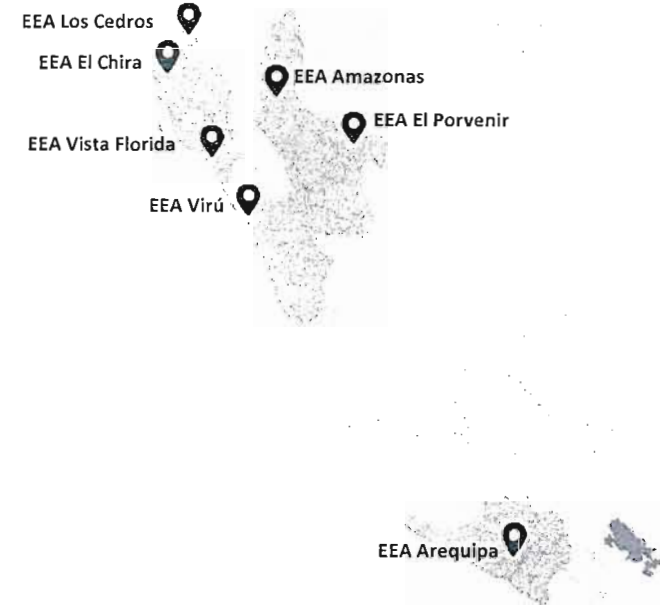 EEA Los Cedros
EEA El Chira
EEA Amazonas
EEA El Porvenir
EEA Vista Florida
EEA Virú
EEA Arequipa